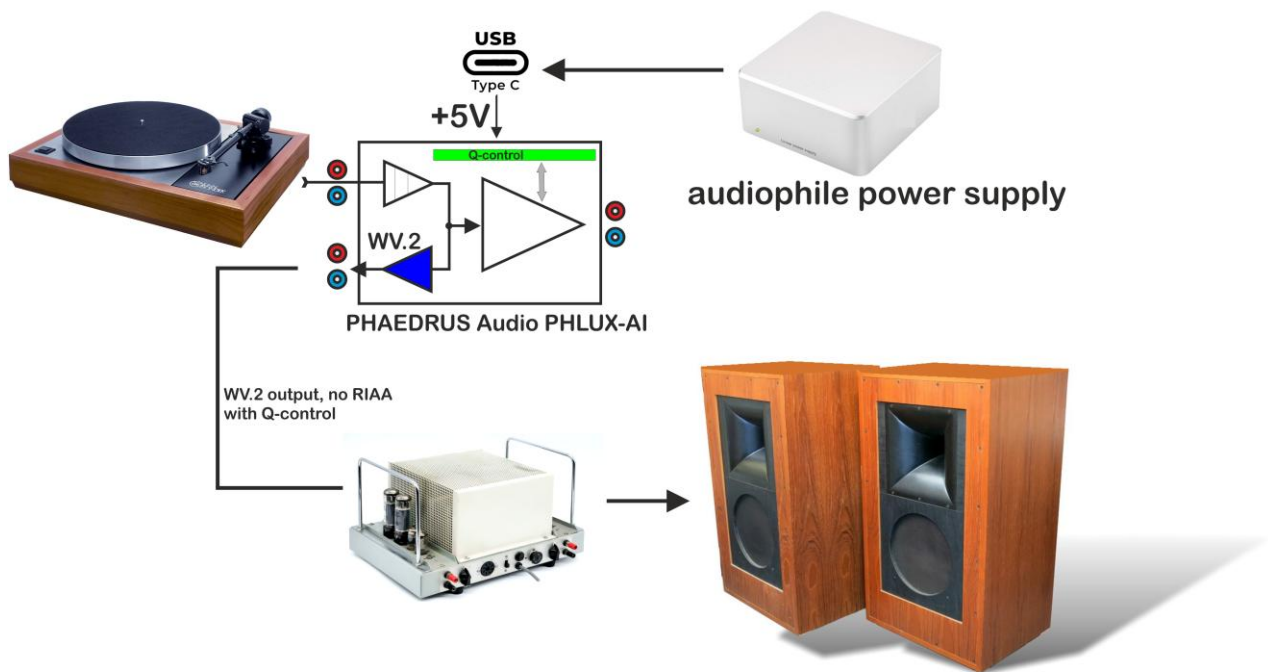 USB
Type C
+5V
Q-control
audiophile power supply
WV.2
PHAEDRUS Audio PHLUX-AI
WV.2 output, no RIAA
with Q-control